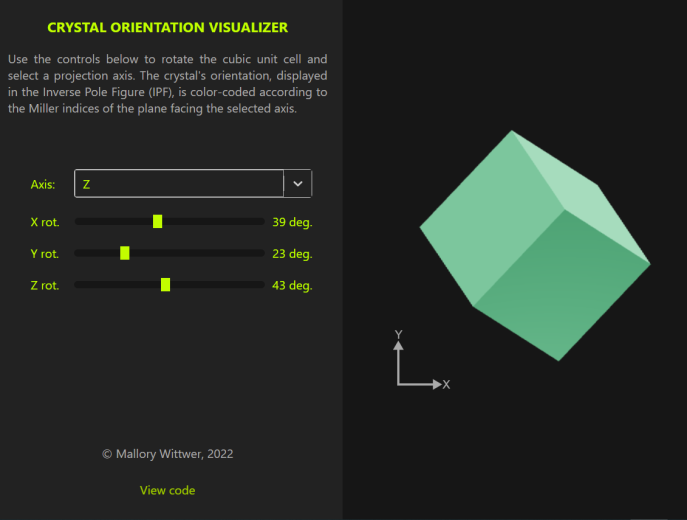 CRYSTAL ORIENTATION VISUALIZER
Use the controls below to rotate the cubic unit cell and
select a projection axis. The crystal's orientation, displayed
in the Inverse Pole Figure (IPF), is color-coded according to
the Miller indices of the plane facing the selected axis.
Axis: Z
X rot. 39 deg.
Y rot. 23 deg.
Z rot. 43 deg.
Y
X
© Mallory Wittwer, 2022
View code